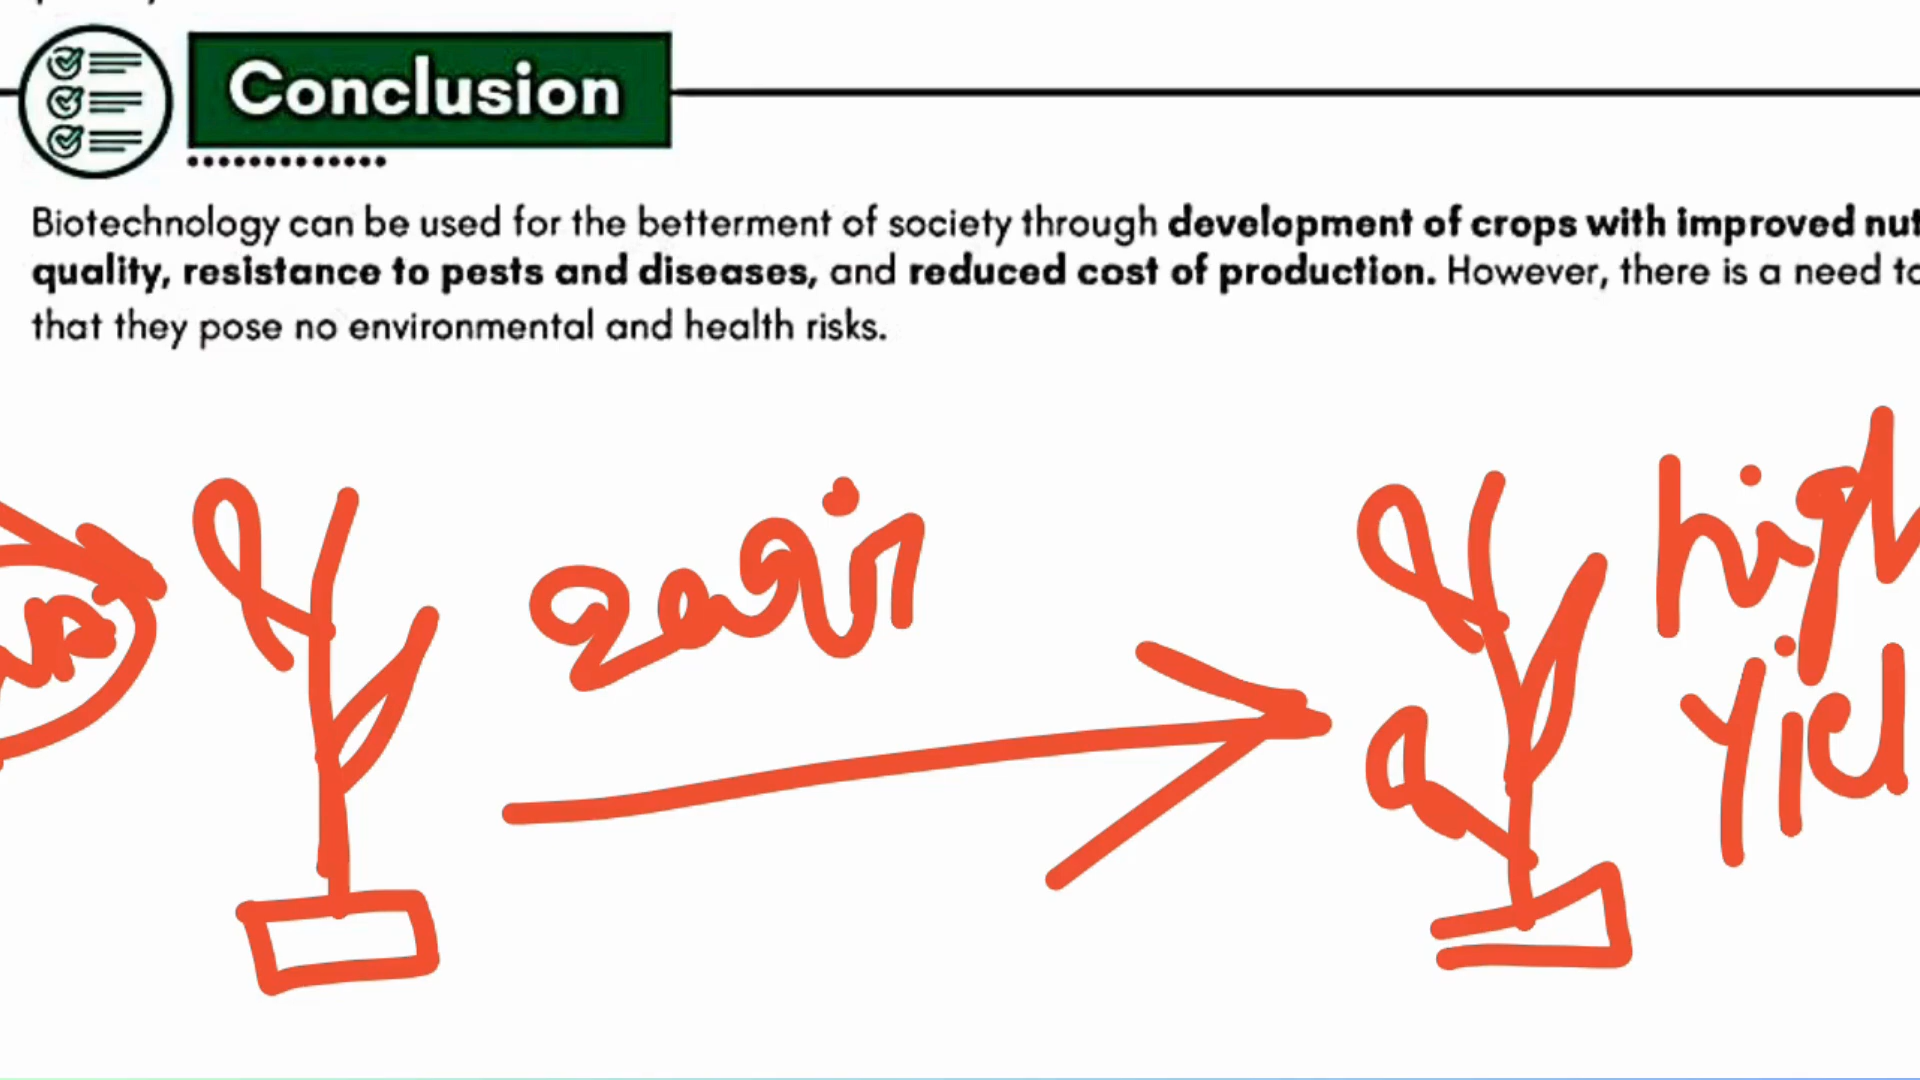 Conclusion
Biotechnology can be used for the betterment of society through development of crops with improved nut
quality, resistance to pests and diseases, and reduced cost of production. However, there is a need to
that they pose no environmental and health risks.
high
Yiel